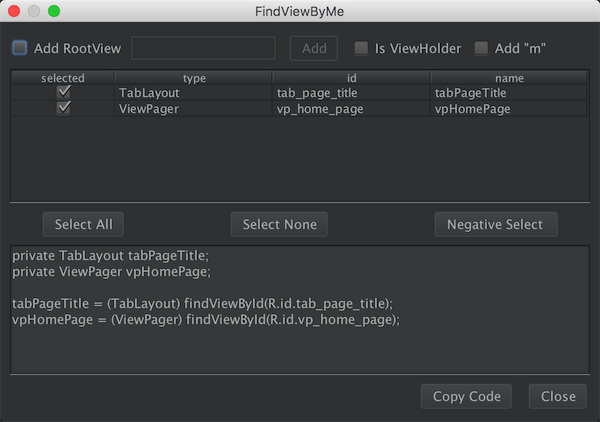 FindViewByMe
Add RootView Add Is ViewHolder Add "m"
selected type id name
TabLayout tab_page_title tabPageTitle
ViewPager vp_home_page vpHomePage
Select All Select None Negative Select
private TabLayout tabPageTitle;
private ViewPager vpHomePage;
tabPageTitle = (TabLayout) findViewById(R.id.tab_page_title);
vpHomePage = (ViewPager) findViewById(R.id.vp_home_page);
Copy Code Close